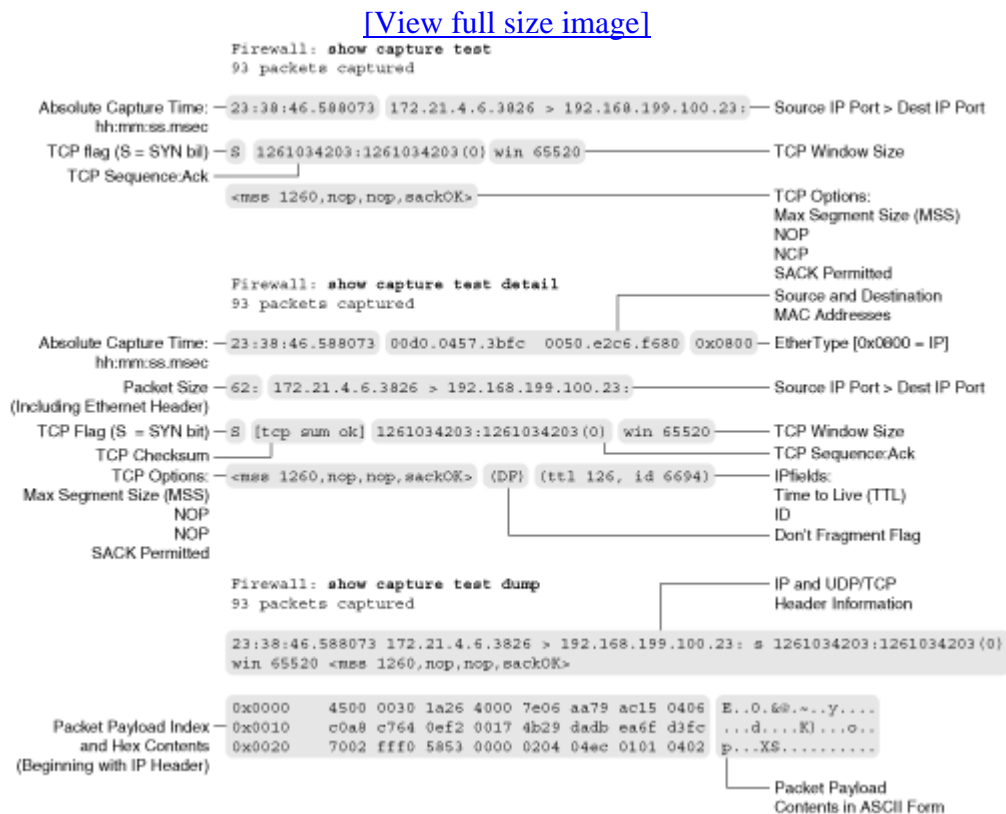 [View full size image]
Firewall: show capture test
93 packets captured
Absolute Capture Time: 23:38:46.588073 172.21.4.6.3826 > 192.168.199.100.23: Source IP Port > Dest IP Port
hh:mm:ss.msec
TCP flag (S = SYN bil) S 1261034203:1261034203(0) win 65520 TCP Window Size
TCP Sequence:Ack
<mss 1260,nop,nop,sackOK> TCP Options:
Max Segment Size (MSS)
NOP
NCP
SACK Permitted
Firewall: show capture test detail
93 packets captured
Source and Destination
MAC Addresses
Absolute Capture Time: 23:38:46.588073 00d0.0457.3bfc 0050.e2c6.f680 0x0800 EtherType [0x0800 = IP]
hh:mm:ss.msec
Packet Size 62: 172.21.4.6.3826 > 192.168.199.100.23: Source IP Port > Dest IP Port
(Including Ethernet Header)
TCP Flag (S = SYN bit) S [tcp sum ok] 1261034203:1261034203(0) win 65520 TCP Window Size
TCP Checksum TCP Sequence:Ack
TCP Options: <mss 1260,nop,nop,sackOK> (DF) (ttl 126, id 6694) IPfields:
Max Segment Size (MSS) Time to Live (TTL)
NOP ID
NOP Don't Fragment Flag
SACK Permitted
Firewall: show capture test dump IP and UDP/TCP
93 packets captured Header Information
23:38:46.588073 172.21.4.6.3826 > 192.168.199.100.23: s 1261034203:1261034203(0)
win 65520 <mss 1260,nop,nop,sackOK>
0x0000 4500 0030 1a26 4000 7e06 aa79 ac15 0406 E..0.&@.~..y....
Packet Payload Index 0x0010 c0a8 c764 0ef2 0017 4b29 dadb ea6f d3fc ...d....K)...o..
and Hex Contents 0x0020 7002 fff0 5853 0000 0204 04ec 0101 0402 p...XS..........
(Beginning with IP Header)
Packet Payload
Contents in ASCII Form